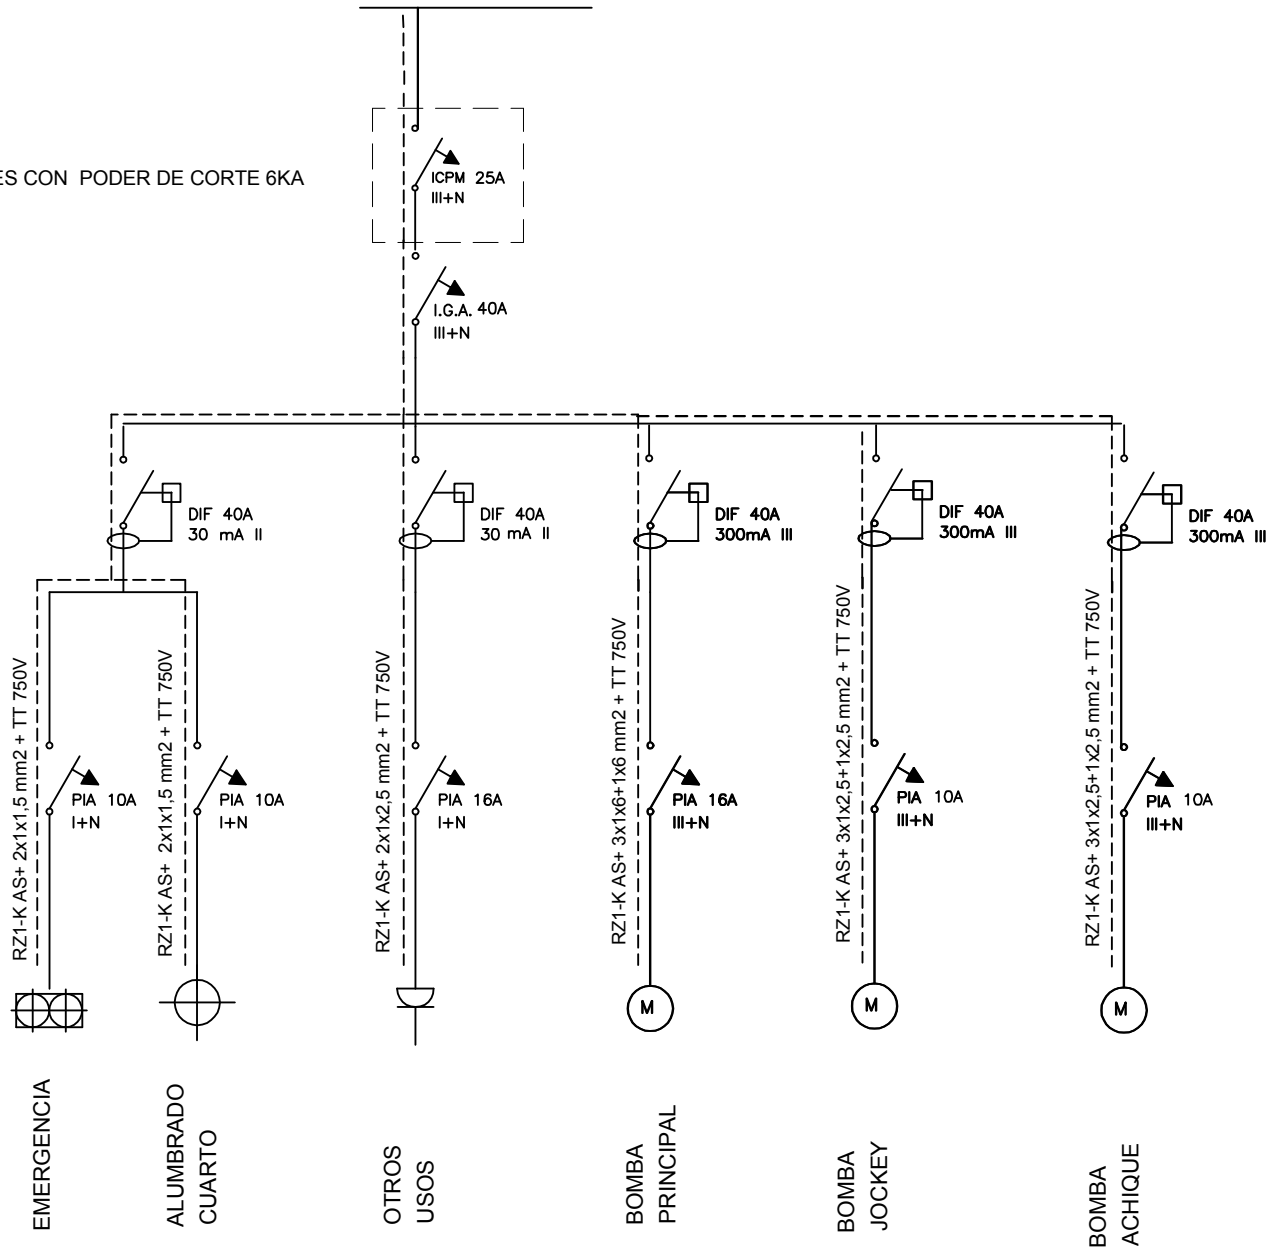 ES CON PODER DE CORTE 6KA
ICPM 25A
III+N
I.G.A. 40A
III+N
DIF 40A
30 mA II
DIF 40A
30 mA II
DIF 40A
300mA III
DIF 40A
300mA III
DIF 40A
300mA III
RZ1-K AS+ 2x1x1,5 mm2 + TT 750V
RZ1-K AS+ 2x1x1,5 mm2 + TT 750V
RZ1-K AS+ 2x1x2,5 mm2 + TT 750V
RZ1-K AS+ 3x1x6+1x6 mm2 + TT 750V
RZ1-K AS+ 3x1x2,5+1x2,5 mm2 + TT 750V
RZ1-K AS+ 3x1x2,5+1x2,5 mm2 + TT 750V
PIA 10A
I+N
PIA 10A
I+N
PIA 16A
I+N
PIA 16A
III+N
PIA 10A
III+N
PIA 10A
III+N
M
M
M
EMERGENCIA
ALUMBRADO
CUARTO
OTROS
USOS
BOMBA
PRINCIPAL
BOMBA
JOCKEY
BOMBA
ACHIQUE